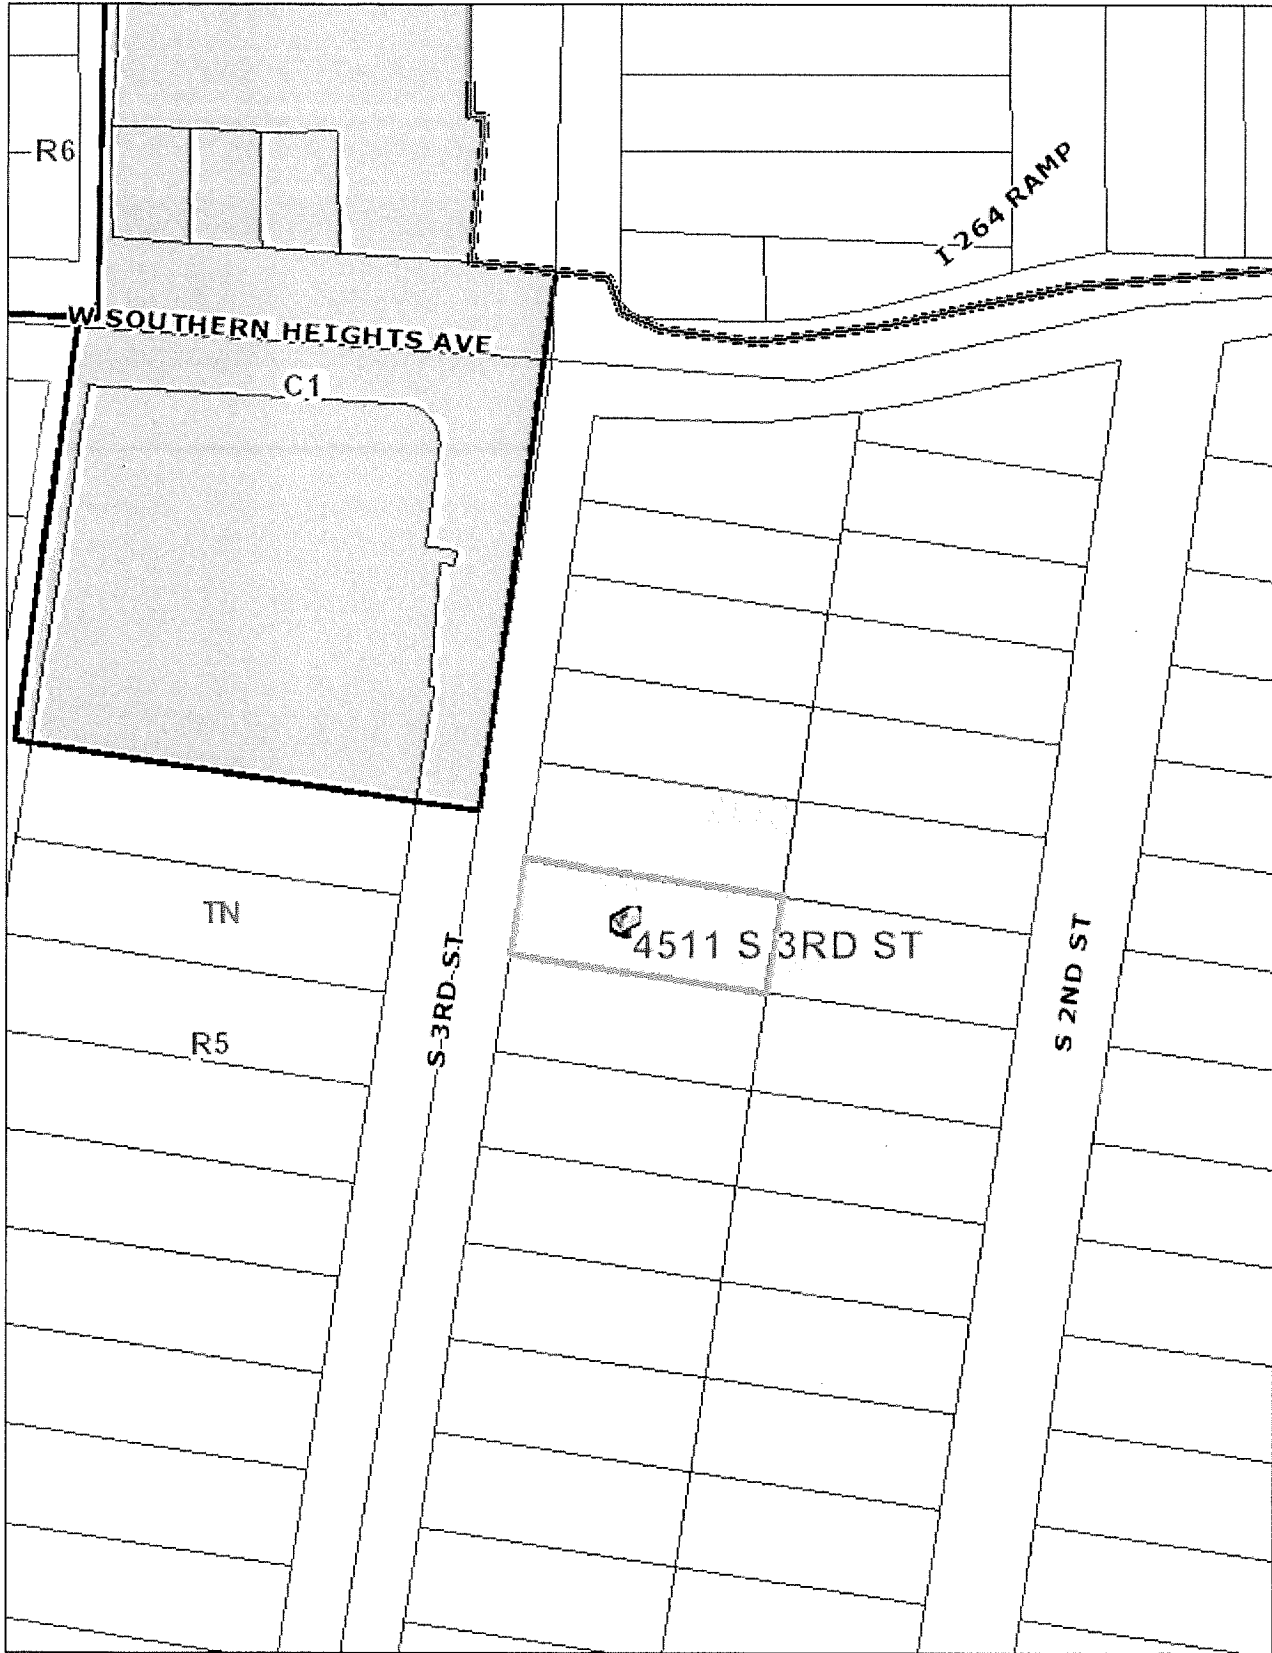 R6
I 264 RAMP
W SOUTHERN HEIGHTS AVE
C1
TN
4511 S 3RD ST
S 3RD ST
S 2ND ST
R5